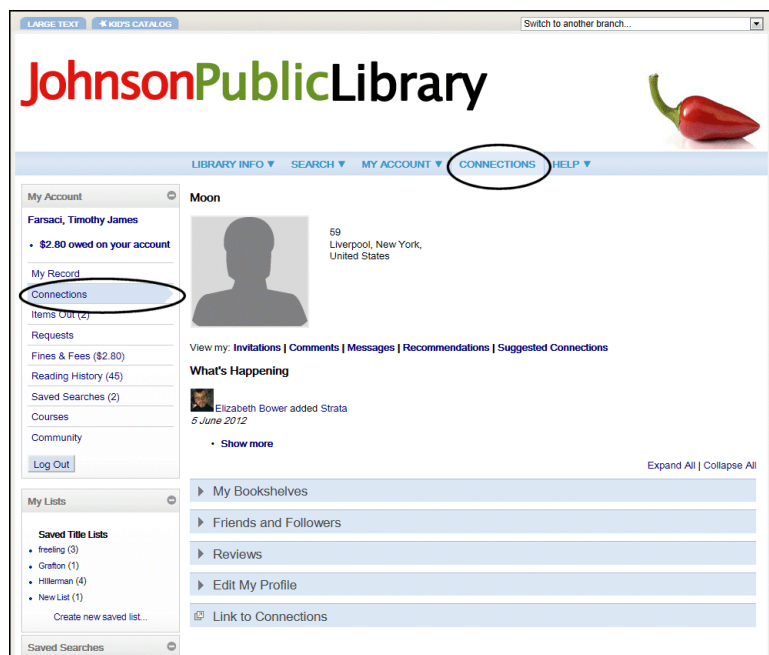 LARGE TEXT KID'S CATALOG Switch to another branch...
JohnsonPublicLibrary
LIBRARY INFO ▼ SEARCH ▼ MY ACCOUNT ▼ CONNECTIONS HELP ▼
My Account
Farsaci, Timothy James
• $2.80 owed on your account
My Record
Connections
Items Out (2)
Requests
Fines & Fees ($2.80)
Reading History (45)
Saved Searches (2)
Courses
Community
Log Out
My Lists
Saved Title Lists
• freeling (3)
• Grafton (1)
• HIllerman (4)
• New List (1)
Create new saved list...
Saved Searches
Moon
59
Liverpool, New York,
United States
View my: Invitations | Comments | Messages | Recommendations | Suggested Connections
What's Happening
Elizabeth Bower added Strata
5 June 2012
• Show more
Expand All | Collapse All
My Bookshelves
Friends and Followers
Reviews
Edit My Profile
Link to Connections